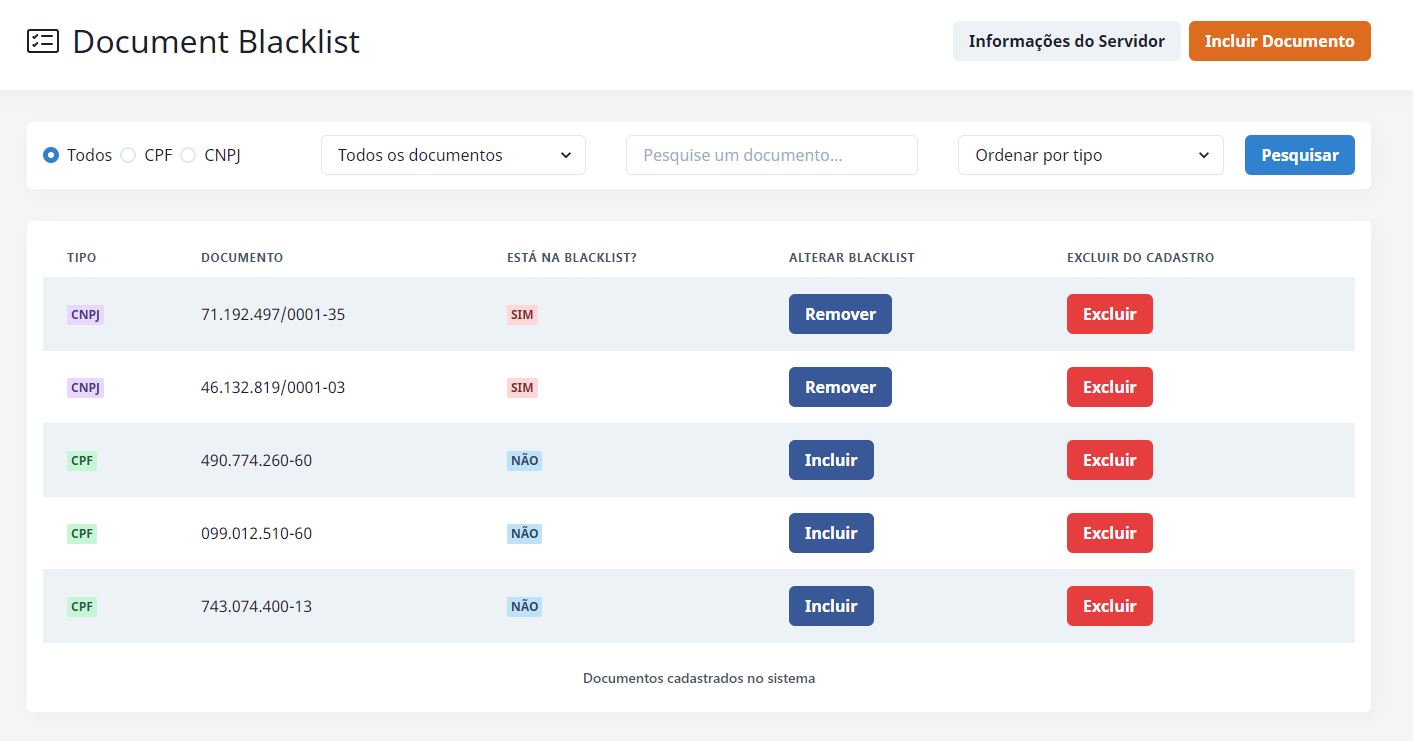 Document Blacklist Informações do Servidor Incluir Documento
Todos CPF CNPJ Todos os documentos Pesquise um documento... Ordenar por tipo Pesquisar
TIPO DOCUMENTO ESTÁ NA BLACKLIST? ALTERAR BLACKLIST EXCLUIR DO CADASTRO
CNPJ 71.192.497/0001-35 SIM Remover Excluir
CNPJ 46.132.819/0001-03 SIM Remover Excluir
CPF 490.774.260-60 NÃO Incluir Excluir
CPF 099.012.510-60 NÃO Incluir Excluir
CPF 743.074.400-13 NÃO Incluir Excluir
Documentos cadastrados no sistema